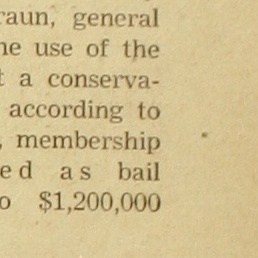 raun, general
he use of the
t a conserva-
according to
, membership
ed as bail
o $1,200,000